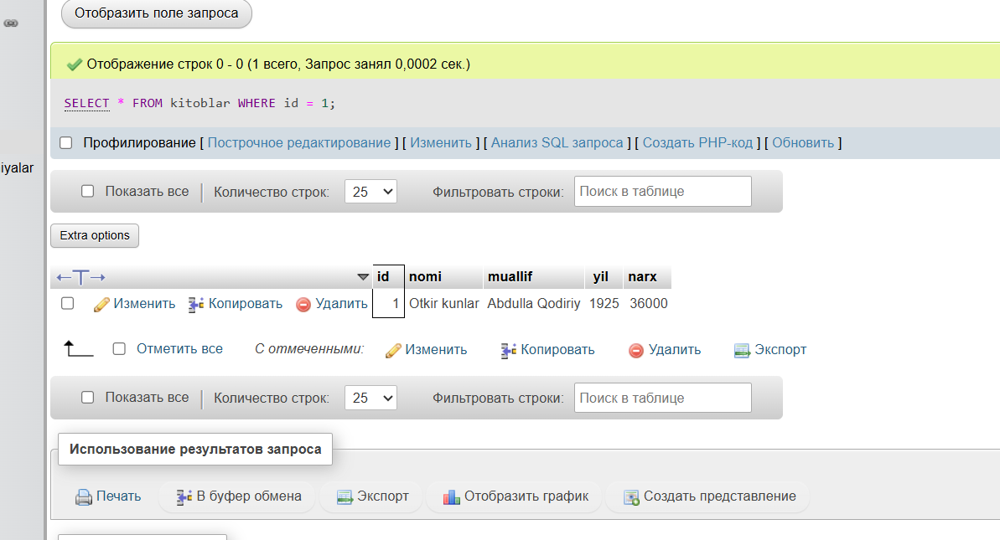 Отобразить поле запроса
Отображение строк 0 - 0 (1 всего, Запрос занял 0,0002 сек.)
SELECT * FROM kitoblar WHERE id = 1;
Профилирование [ Построчное редактирование ] [ Изменить ] [ Анализ SQL запроса ] [ Создать PHP-код ] [ Обновить ]
iyalar
Показать все | Количество строк: 25 Фильтровать строки: Поиск в таблице
Extra options
id nomi muallif yil narx
Изменить Копировать Удалить 1 Otkir kunlar Abdulla Qodiriy 1925 36000
Отметить все С отмеченными: Изменить Копировать Удалить Экспорт
Показать все | Количество строк: 25 Фильтровать строки: Поиск в таблице
Использование результатов запроса
Печать В буфер обмена Экспорт Отобразить график Создать представление